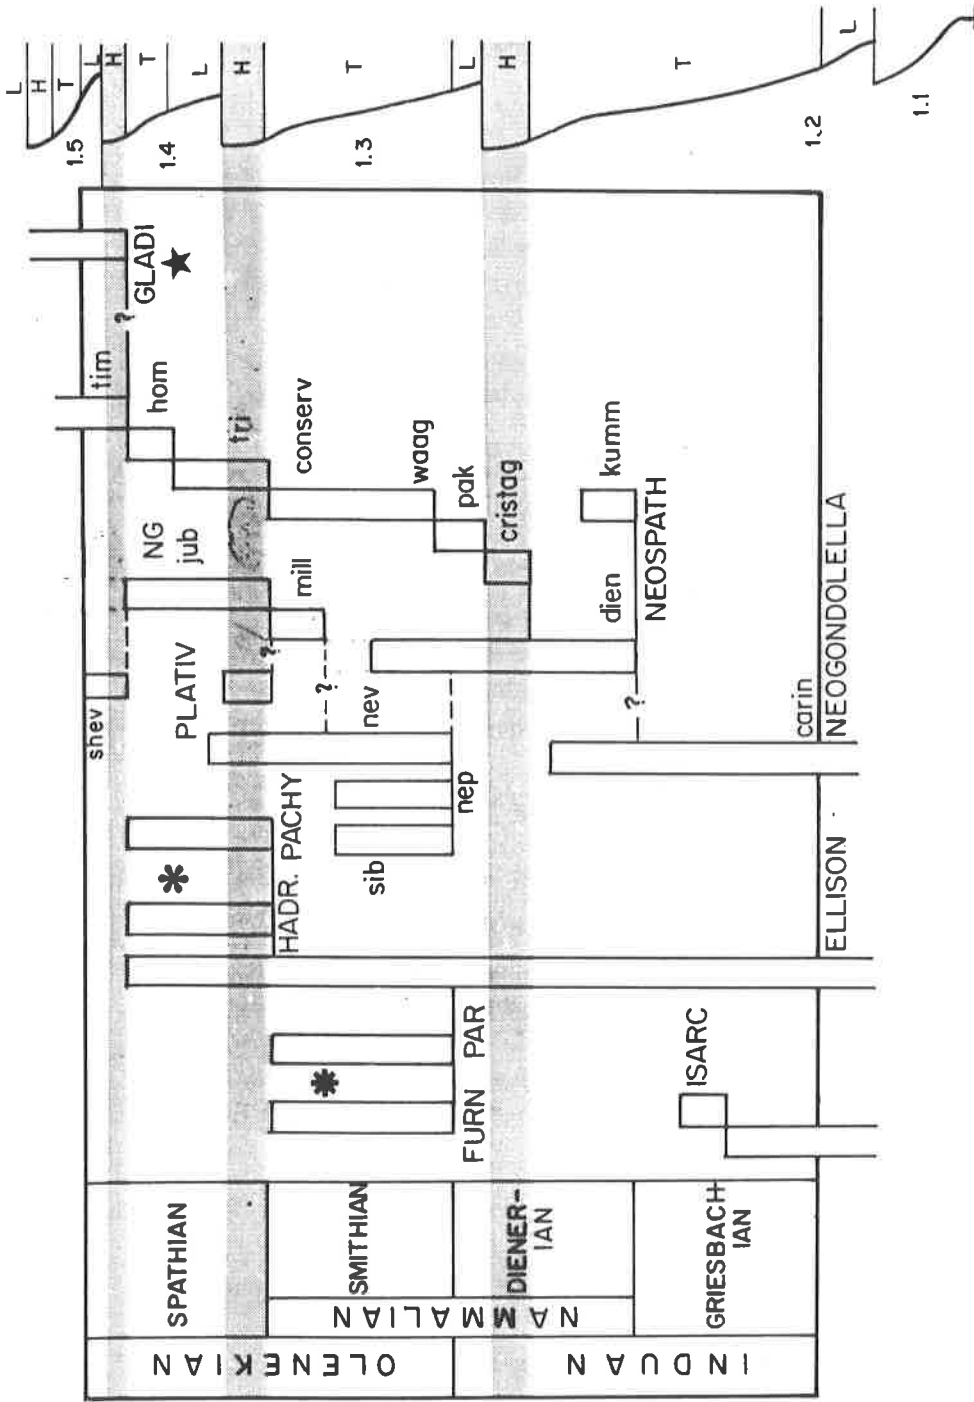 L
H
T
L
H
T
L
H
T
L
H
T
L
1.5
1.4
1.3
1.2
1.1
GLADI
?
tim
hom
tri
conserv
waag
pak
cristag
kumm
NEOSPATH
dien
NG
jub
mill
PLATIV
?
?
?
shev
nev
nep
sib
carin
NEOGONDOLELLA
HADR. PACHY
ELLISON
FURN PAR
ISARC
SPATHIAN
SMITHIAN
DIENER-
IAN
GRIESBACH-
IAN
NAMMALIAN
OLENEKIAN
INDUAN